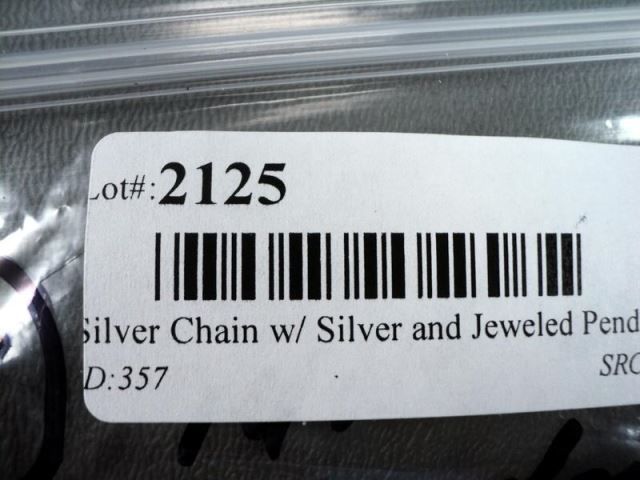 Lot#:2125
Silver Chain w/ Silver and Jeweled Pend
D:357
SRC